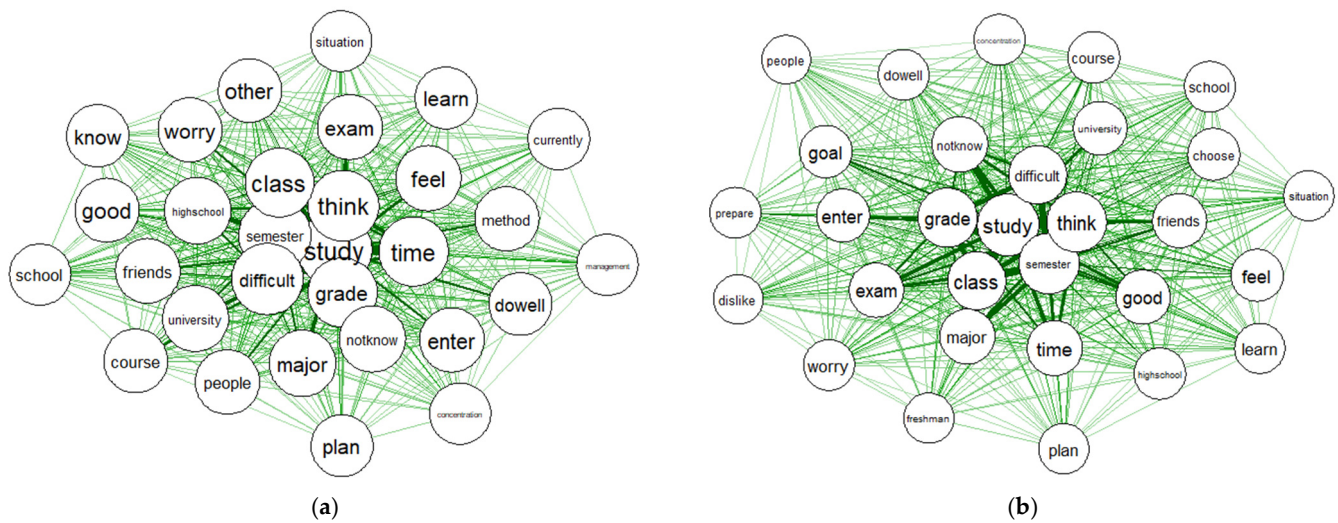 situation
other
learn
know
worry
exam
currently
class
feel
good
highschool
think
method
semester
study
time
school
friends
difficult
management
grade
dowell
university
notknow
enter
course
people
major
concentration
plan
(a)
concentration
people
dowell
course
school
university
goal
notknow
choose
difficult
situation
prepare
enter
grade
study
think
friends
semester
feel
dislike
exam
class
good
major
time
learn
worry
highschool
freshman
plan
(b)